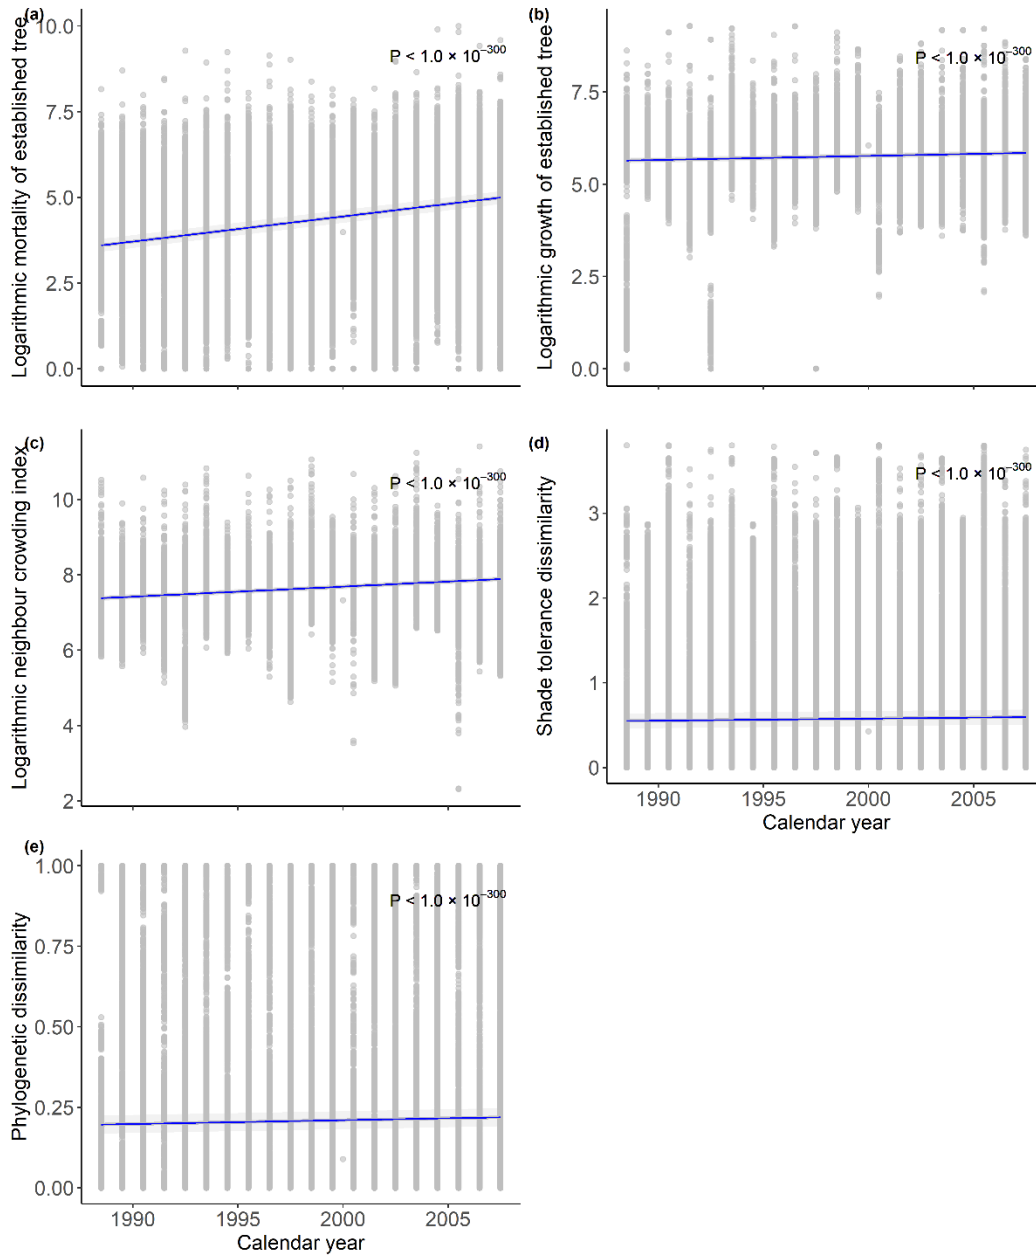 (a)
Logarithmic mortality of established tree
10.0
7.5
5.0
2.5
0.0
P < 1.0 × 10⁻³⁰⁰
(b)
Logarithmic growth of established tree
7.5
5.0
2.5
0.0
P < 1.0 × 10⁻³⁰⁰
(c)
Logarithmic neighbour crowding index
10
8
6
4
2
P < 1.0 × 10⁻³⁰⁰
(d)
Shade tolerance dissimilarity
3
2
1
0
P < 1.0 × 10⁻³⁰⁰
1990 1995 2000 2005
Calendar year
(e)
Phylogenetic dissimilarity
1.00
0.75
0.50
0.25
0.00
P < 1.0 × 10⁻³⁰⁰
1990 1995 2000 2005
Calendar year